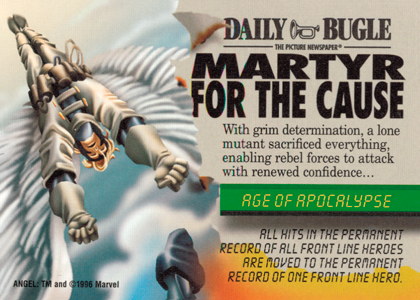 DAILY BUGLE
THE PICTURE NEWSPAPER
MARTYR
FOR THE CAUSE
With grim determination, a lone
mutant sacrificed everything,
enabling rebel forces to attack
with renewed confidence...
AGE OF APOCALYPSE
ALL HITS IN THE PERMANENT
RECORD OF ALL FRONT LINE HEROES
ARE MOVED TO THE PERMANENT
RECORD OF ONE FRONT LINE HERO.
ANGEL: TM and ©1996 Marvel